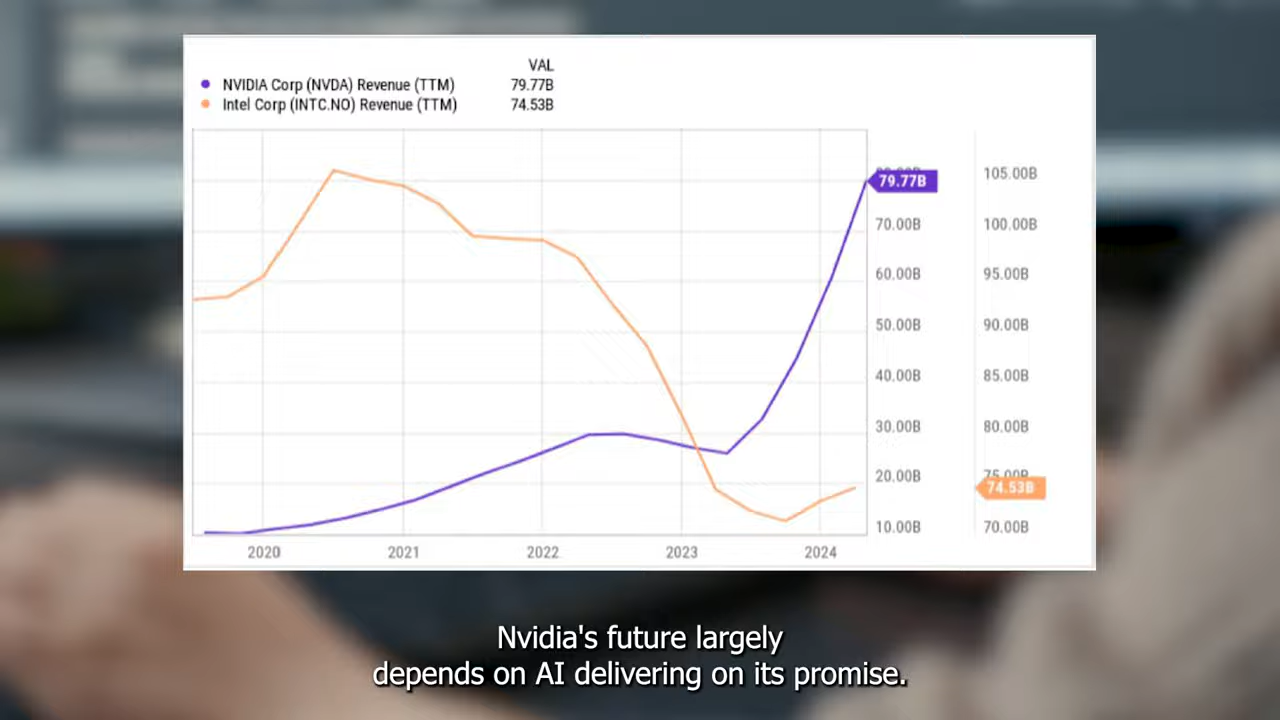 VAL
NVIDIA Corp (NVDA) Revenue (TTM) 79.77B
Intel Corp (INTC.NO) Revenue (TTM) 74.53B
79.77B 105.00B
70.00B 100.00B
60.00B 95.00B
50.00B 90.00B
40.00B 85.00B
30.00B 80.00B
20.00B
74.53B
10.00B 70.00B
2020 2021 2022 2023 2024
Nvidia's future largely
depends on AI delivering on its promise.